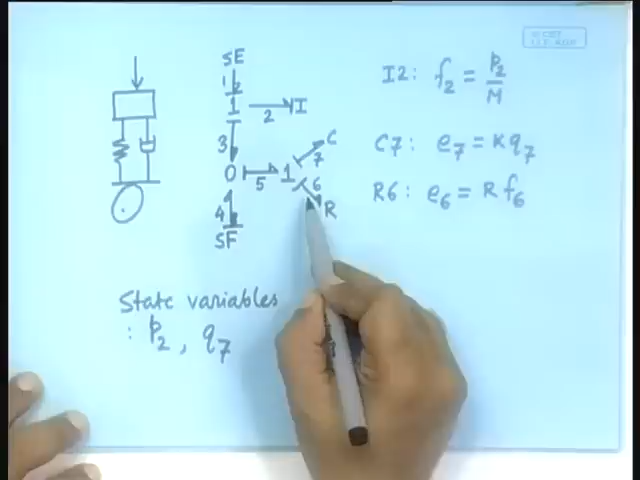 SE
1
1 2 I
3
C
7
0 5 1
6
R
4
SF
I2: f₂ = p₂/M
C7: e₇ = Kq₇
R6: e₆ = R f₆
State variables
: p₂, q₇